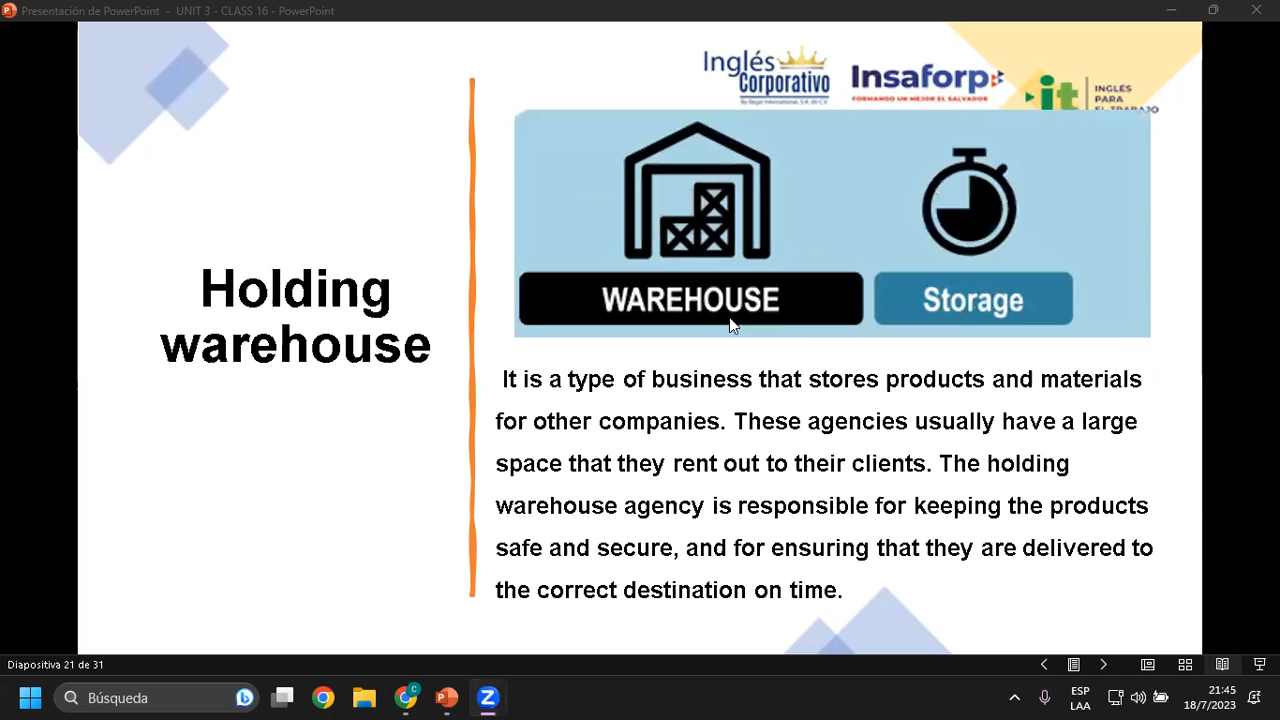 Presentación de PowerPoint - UNIT 3 - CLASS 16 - PowerPoint
Inglés
Corporativo
Insaforp
FORMANDO UN MEJOR EL SALVADOR
it
INGLÉS
PARA
EL TRABAJO
WAREHOUSE
Storage
Holding
warehouse
It is a type of business that stores products and materials
for other companies. These agencies usually have a large
space that they rent out to their clients. The holding
warehouse agency is responsible for keeping the products
safe and secure, and for ensuring that they are delivered to
the correct destination on time.
Diapositiva 21 de 31
Búsqueda
ESP
LAA
21:45
18/7/2023